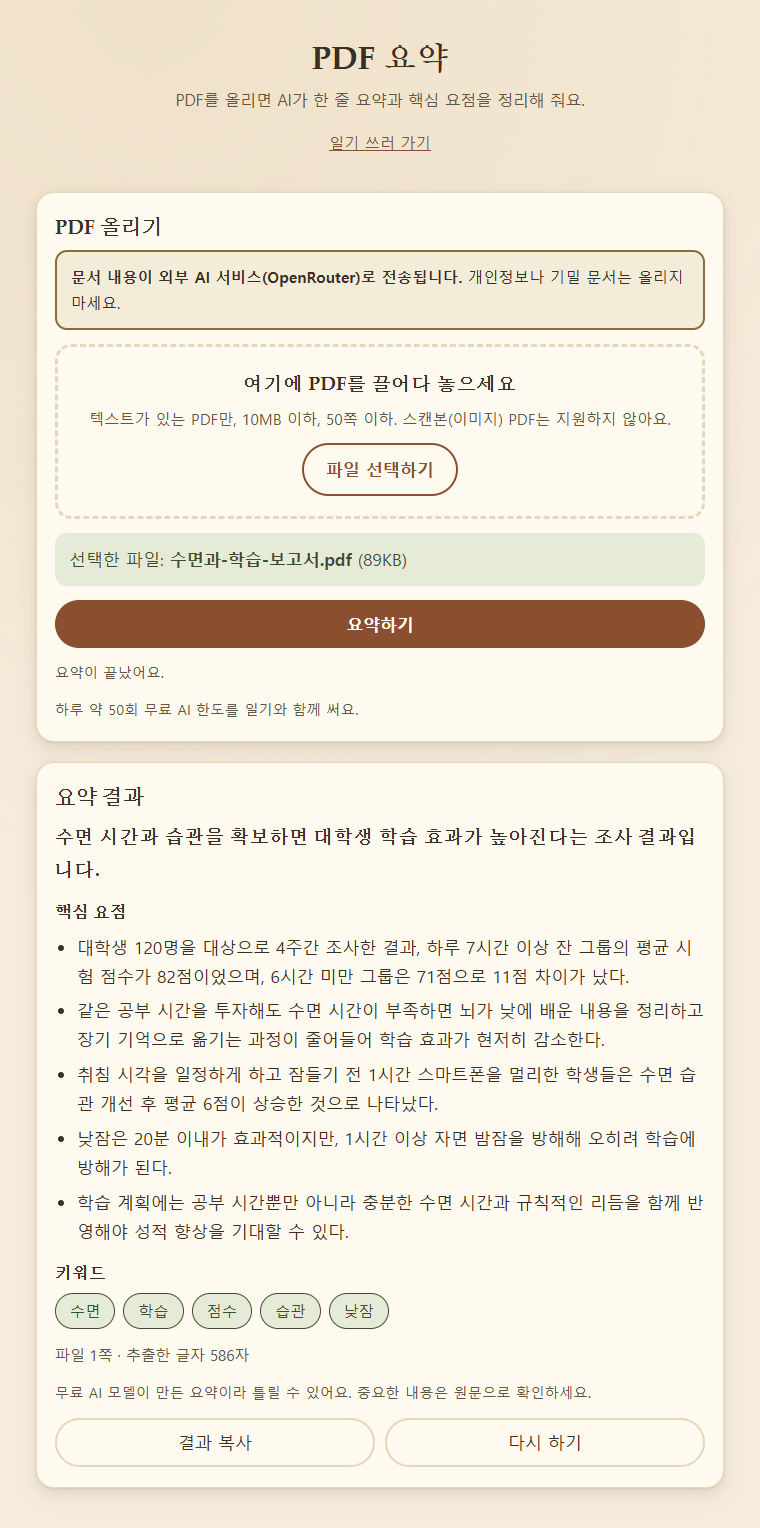 PDF 요약
PDF를 올리면 AI가 한 줄 요약과 핵심 요점을 정리해 줘요.
일기 쓰러 가기
PDF 올리기
문서 내용이 외부 AI 서비스(OpenRouter)로 전송됩니다. 개인정보나 기밀 문서는 올리지
마세요.
여기에 PDF를 끌어다 놓으세요
텍스트가 있는 PDF만, 10MB 이하, 50쪽 이하. 스캔본(이미지) PDF는 지원하지 않아요.
파일 선택하기
선택한 파일: 수면과-학습-보고서.pdf (89KB)
요약하기
요약이 끝났어요.
하루 약 50회 무료 AI 한도를 일기와 함께 써요.
요약 결과
수면 시간과 습관을 확보하면 대학생 학습 효과가 높아진다는 조사 결과입
니다.
핵심 요점
• 대학생 120명을 대상으로 4주간 조사한 결과, 하루 7시간 이상 잔 그룹의 평균 시
험 점수가 82점이었으며, 6시간 미만 그룹은 71점으로 11점 차이가 났다.
• 같은 공부 시간을 투자해도 수면 시간이 부족하면 뇌가 낮에 배운 내용을 정리하고
장기 기억으로 옮기는 과정이 줄어들어 학습 효과가 현저히 감소한다.
• 취침 시각을 일정하게 하고 잠들기 전 1시간 스마트폰을 멀리한 학생들은 수면 습
관 개선 후 평균 6점이 상승한 것으로 나타났다.
• 낮잠은 20분 이내가 효과적이지만, 1시간 이상 자면 밤잠을 방해해 오히려 학습에
방해가 된다.
• 학습 계획에는 공부 시간뿐만 아니라 충분한 수면 시간과 규칙적인 리듬을 함께 반
영해야 성적 향상을 기대할 수 있다.
키워드
수면 학습 점수 습관 낮잠
파일 1쪽 · 추출한 글자 586자
무료 AI 모델이 만든 요약이라 틀릴 수 있어요. 중요한 내용은 원문으로 확인하세요.
결과 복사 다시 하기